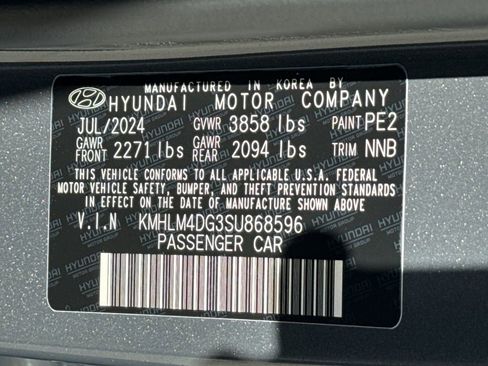 MANUFACTURED IN KOREA BY
HYUNDAI MOTOR COMPANY
JUL/2024 GVWR 3858 lbs PAINT PE2
GAWR FRONT 2271 lbs GAWR REAR 2094 lbs TRIM NNB
THIS VEHICLE CONFORMS TO ALL APPLICABLE U.S.A. FEDERAL
MOTOR VEHICLE SAFETY, BUMPER, AND THEFT PREVENTION STANDARDS
IN EFFECT ON THE DATE OF MANUFACTURE SHOWN ABOVE.
V.I.N KMHLM4DG3SU868596
PASSENGER CAR